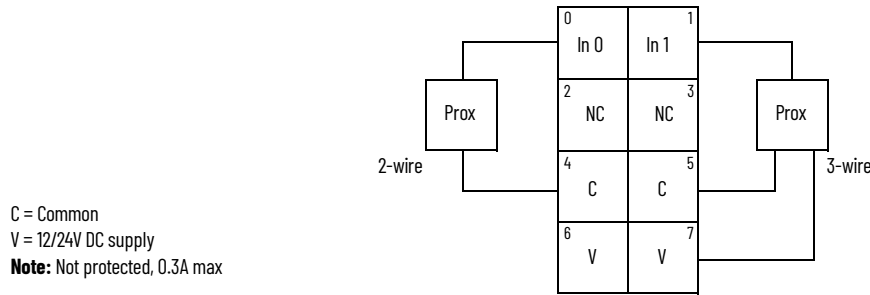 0 1
In 0 In 1
2 3
Prox NC NC Prox
2-wire 4 5 3-wire
C C
6 7
V V
C = Common
V = 12/24V DC supply
Note: Not protected, 0.3A max